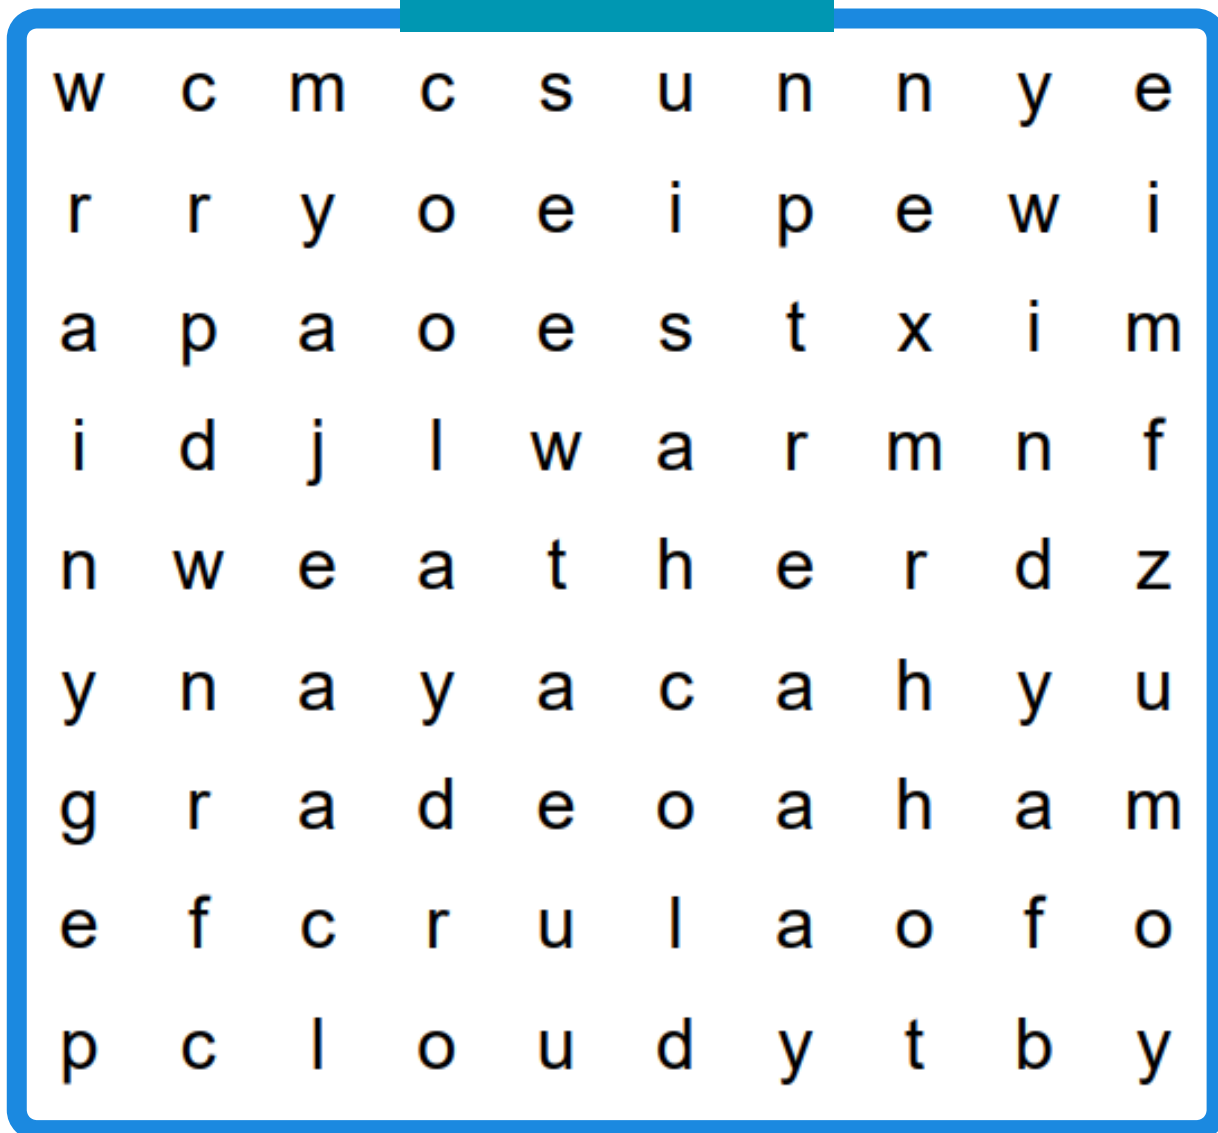 w c m c s u n n y e
r r y o e i p e w i
a p a o e s t x i m
i d j l w a r m n f
n w e a t h e r d z
y n a y a c a h y u
g r a d e o a h a m
e f c r u l a o f o
p c l o u d y t b y